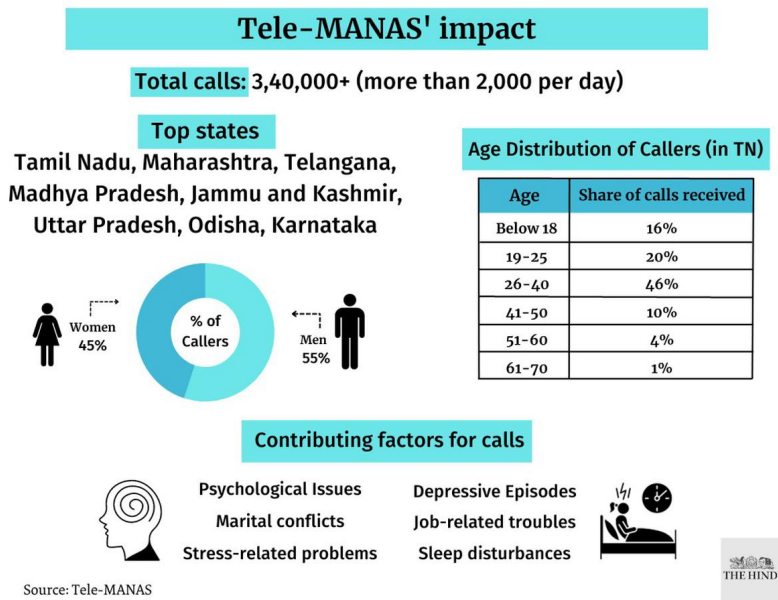 Tele-MANAS' impact
Total calls: 3,40,000+ (more than 2,000 per day)
Top states
Tamil Nadu, Maharashtra, Telangana,
Madhya Pradesh, Jammu and Kashmir,
Uttar Pradesh, Odisha, Karnataka
Women
45%
% of
Callers
Men
55%
Age Distribution of Callers (in TN)
Age Share of calls received
Below 18 16%
19-25 20%
26-40 46%
41-50 10%
51-60 4%
61-70 1%
Contributing factors for calls
Psychological Issues
Marital conflicts
Stress-related problems
Depressive Episodes
Job-related troubles
Sleep disturbances
Source: Tele-MANAS
THE HIND